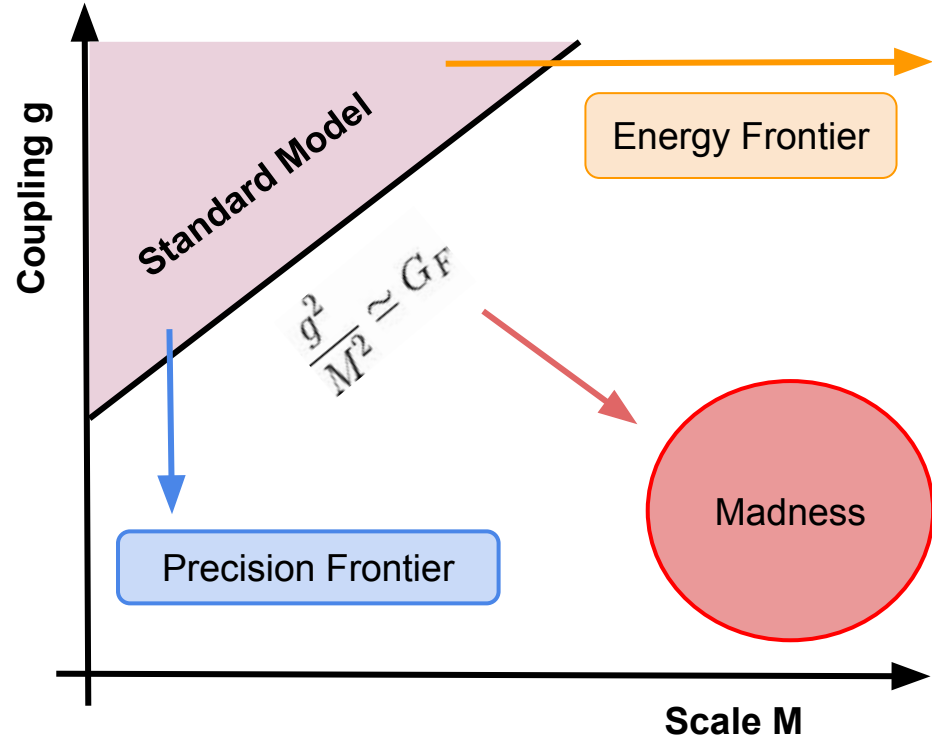 Coupling g
Standard Model
Energy Frontier
g²
M² ≃ G_F
Precision Frontier
Madness
Scale M